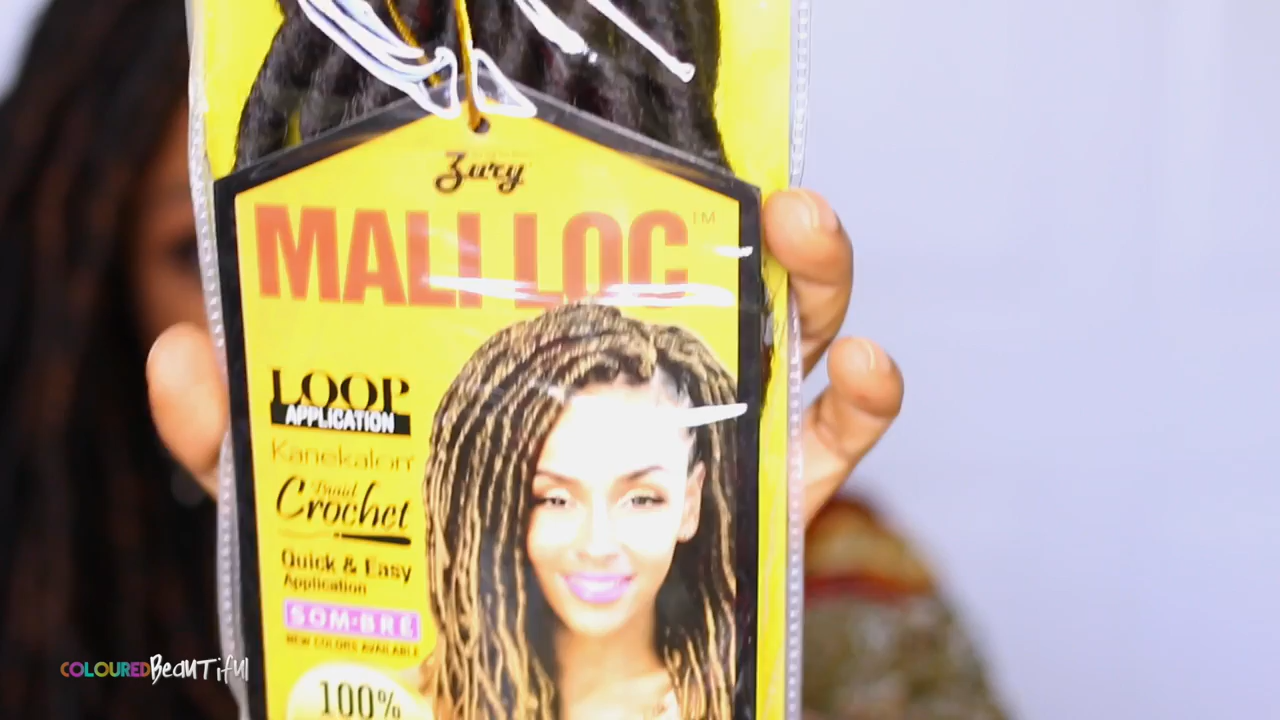 Zury
MALI LOC™
LOOP
APPLICATION
Kanekalon
Braid
Crochet
Quick & Easy
Application
SOM·BRÉ
NEW COLORS AVAILABLE
100%
COLOUREDBeauTiful